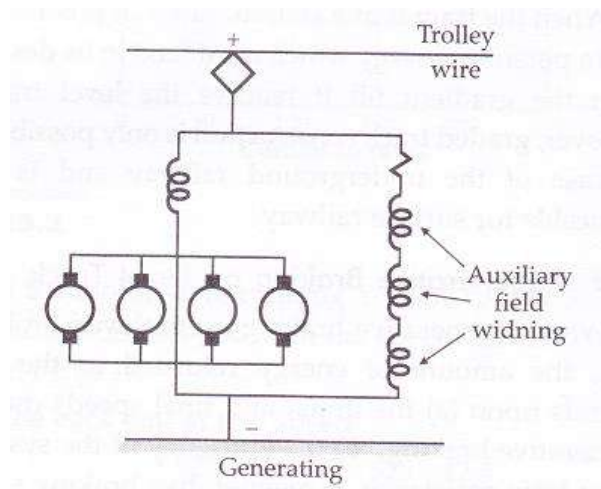 +
Trolley
wire
Auxiliary
field
widning
−
Generating